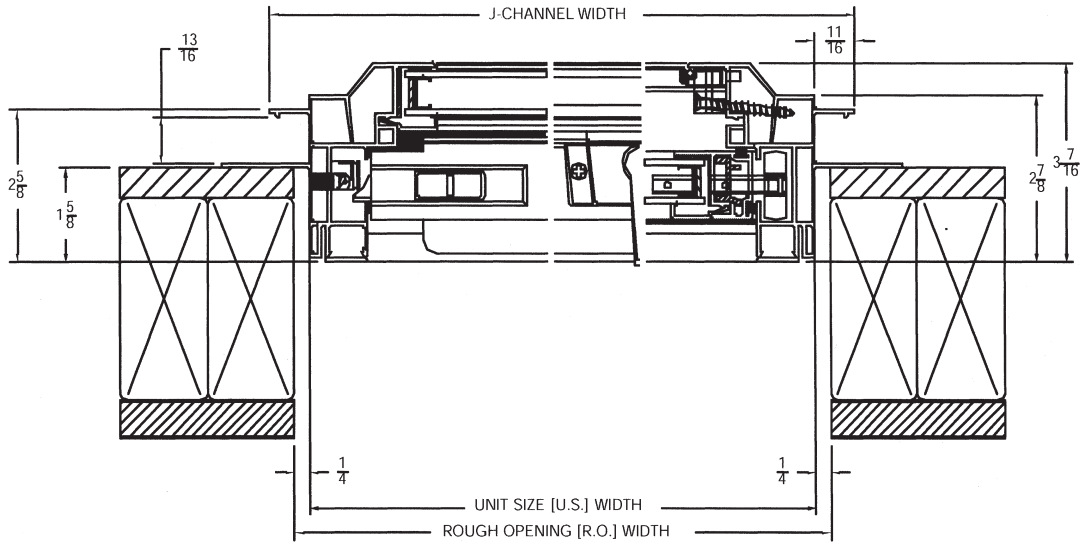 J-CHANNEL WIDTH
11/16
13/16
2 5/8
1 5/8
2 7/8
3 7/16
1/4
1/4
UNIT SIZE [U.S.] WIDTH
ROUGH OPENING [R.O.] WIDTH